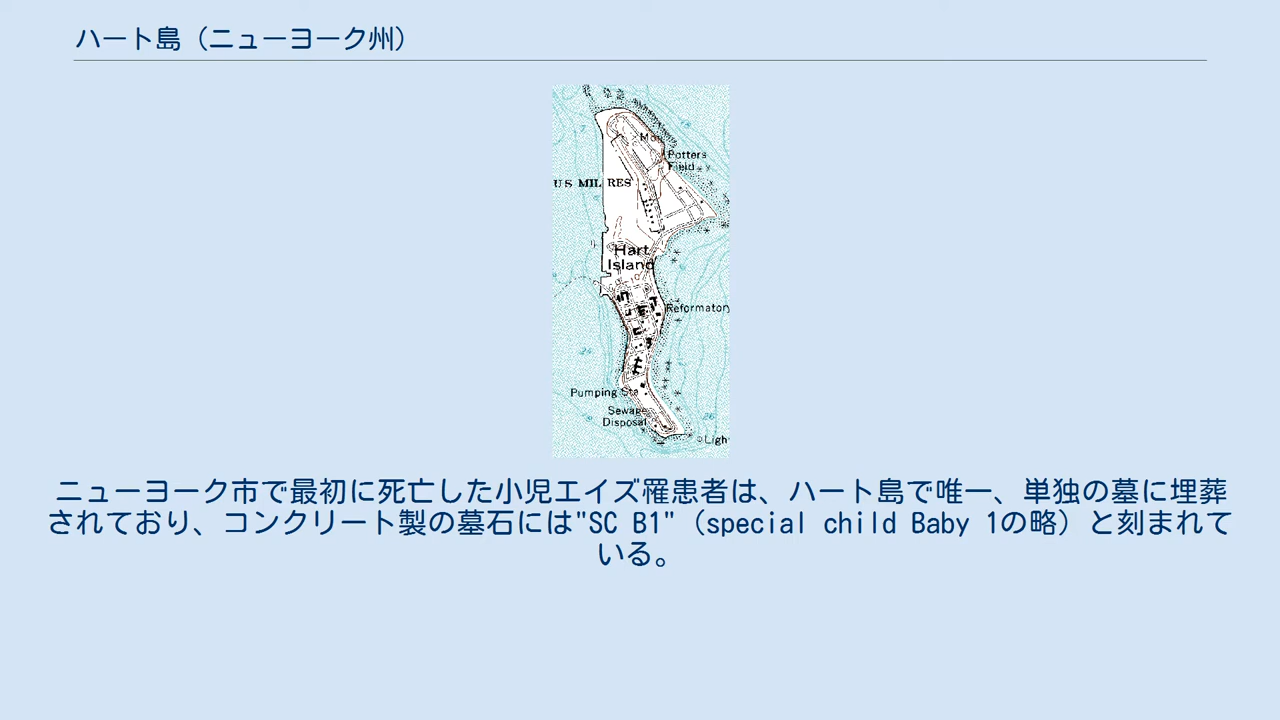 ハート島（ニューヨーク州）
Potters
Field
US MIL RES
Hart
Island
Reformatory
Pumping Sta
Sewage
Disposal
ニューヨーク市で最初に死亡した小児エイズ罹患者は、ハート島で唯一、単独の墓に埋葬
されており、コンクリート製の墓石には"SC B1"（special child Baby 1の略）と刻まれて
いる。